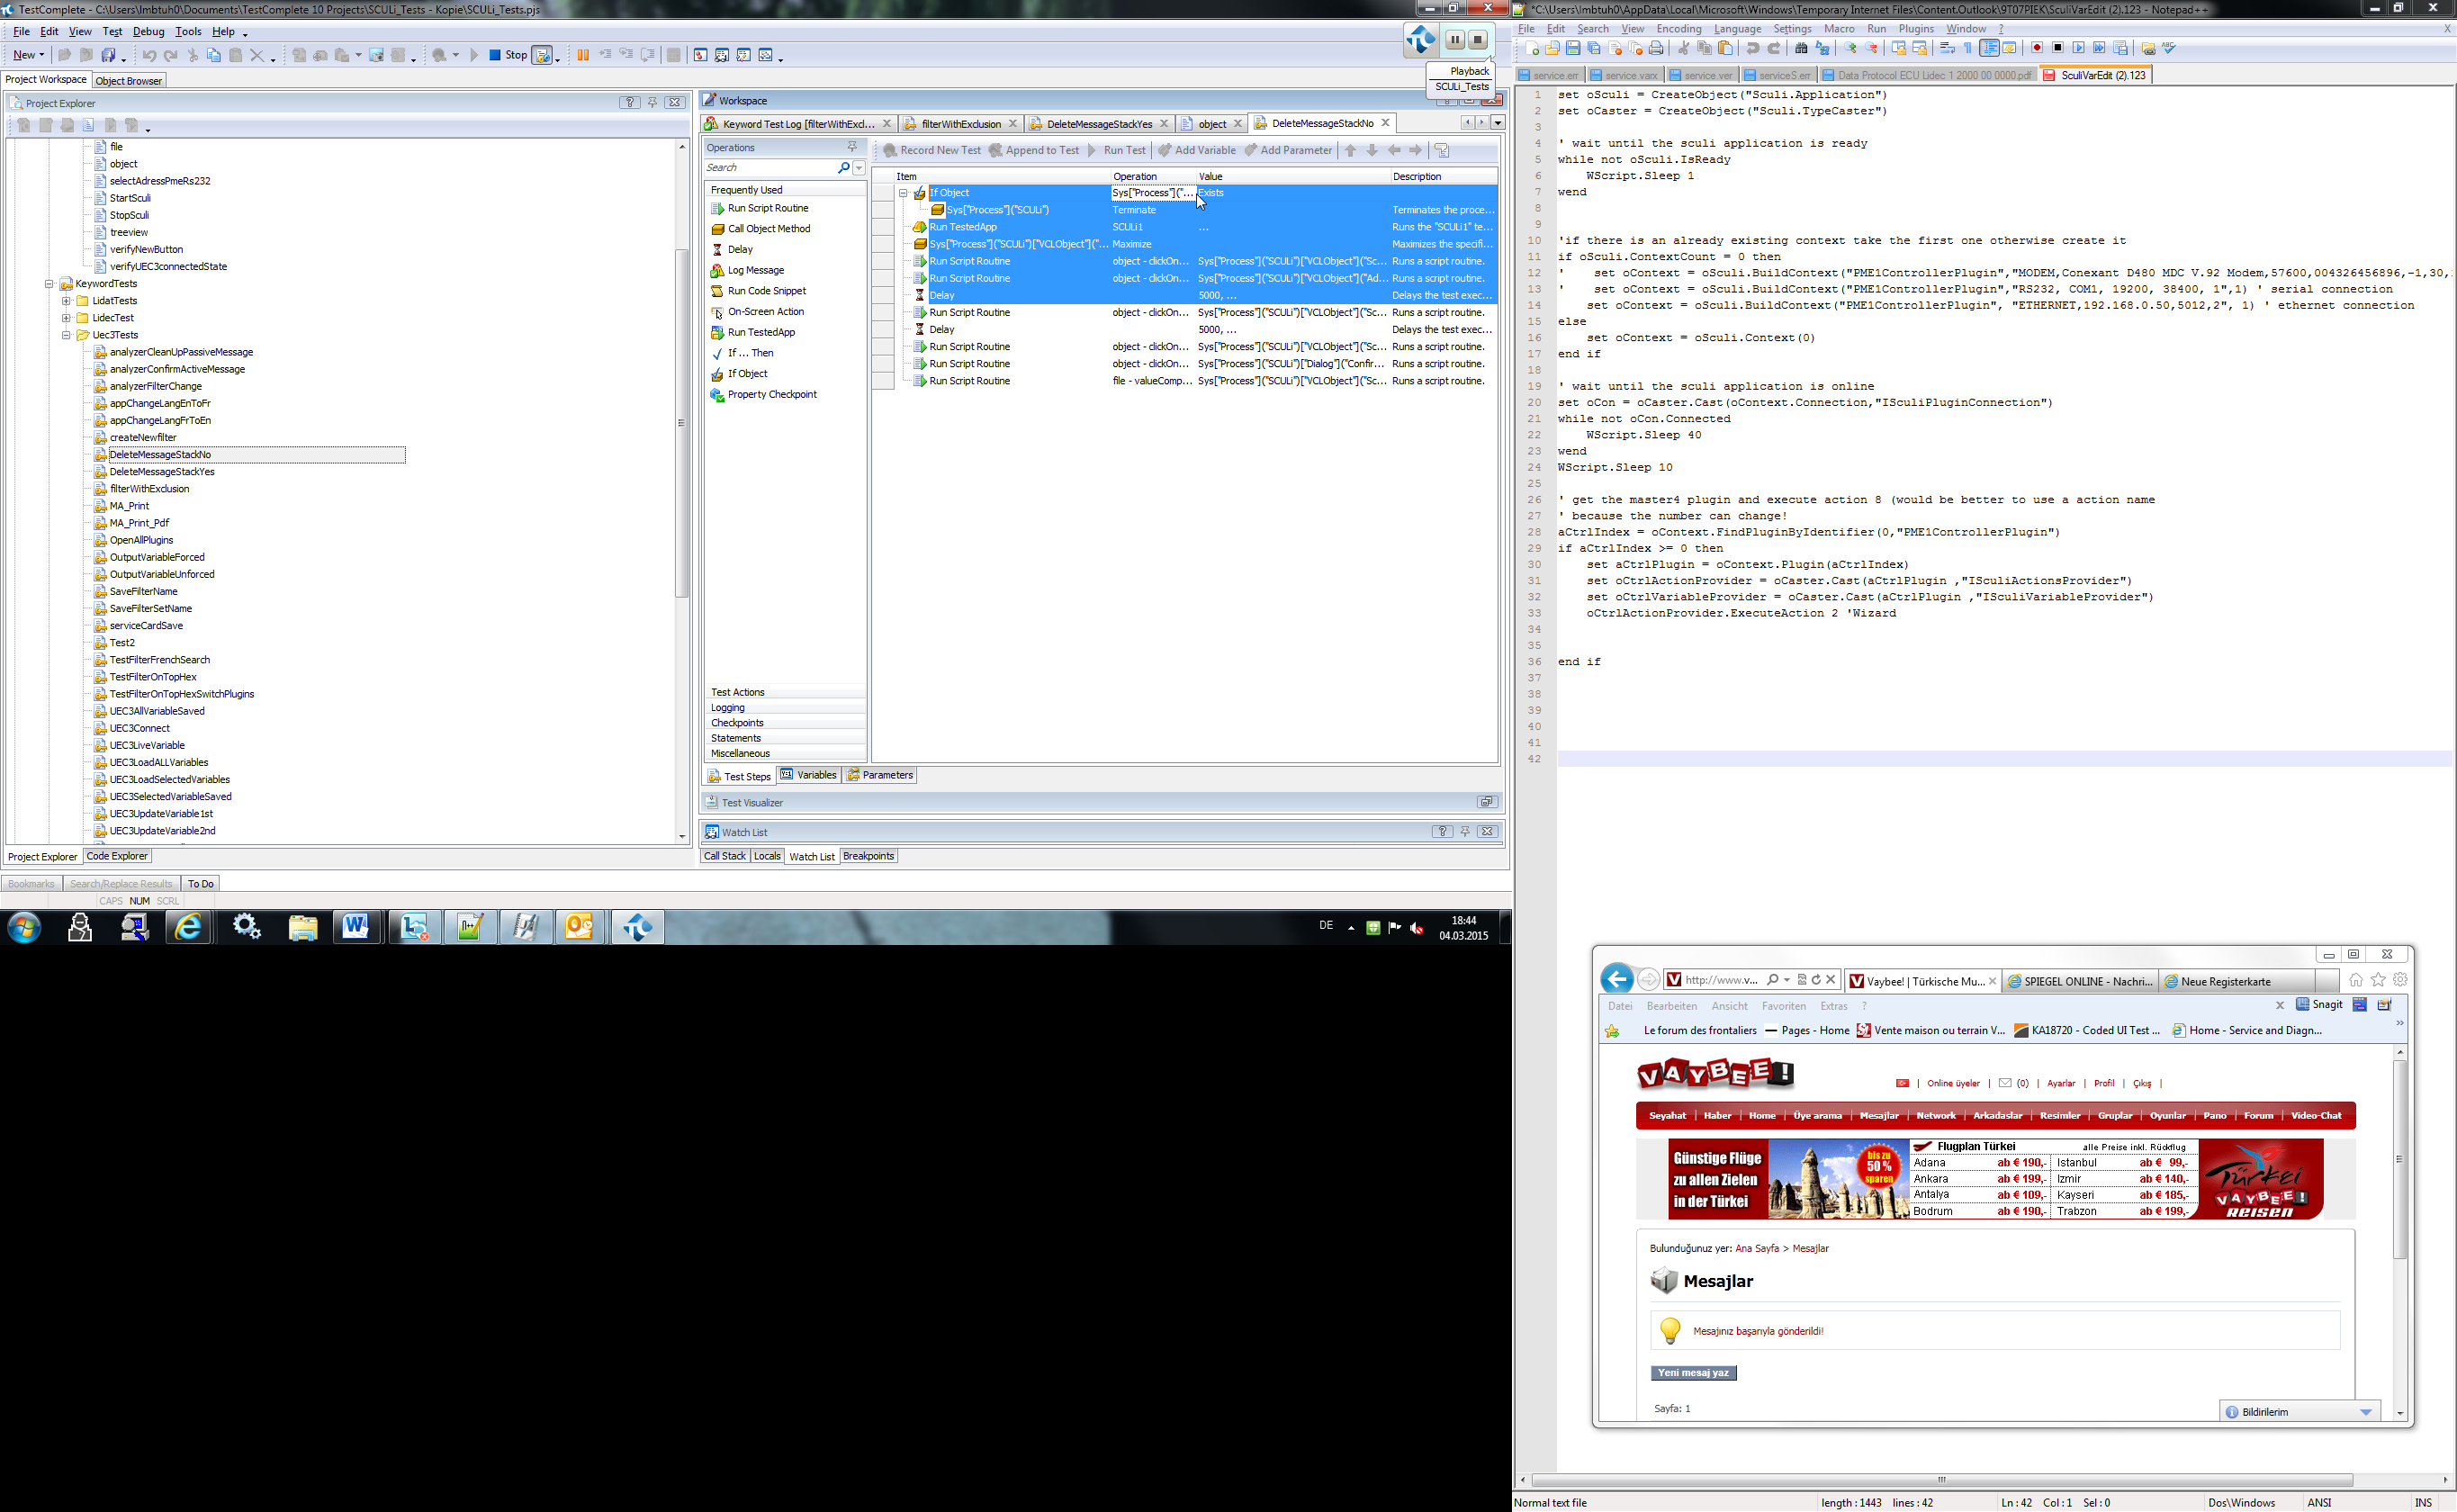 TestComplete - C:\Users\lmbtuh0\Documents\TestComplete 10 Projects\SCULi_Tests - Kopie\SCULi_Tests.pjs
File Edit View Test Debug Tools Help
New Stop
Project Workspace Object Browser
Project Explorer
file
object
selectAdressPmeRs232
StartSculi
StopSculi
treeview
verifyNewButton
verifyUEC3connectedState
KeywordTests
LidatTests
LidecTest
Uec3Tests
analyzerCleanUpPassiveMessage
analyzerConfirmActiveMessage
analyzerFilterChange
appChangeLangEnToFr
appChangeLangFrToEn
createNewfilter
DeleteMessageStackNo
DeleteMessageStackYes
filterWithExclusion
MA_Print
MA_Print_Pdf
OpenAllPlugins
OutputVariableForced
OutputVariableUnforced
SaveFilterName
SaveFilterSetName
serviceCardSave
Test2
TestFilterFrenchSearch
TestFilterOnTopHex
TestFilterOnTopHexSwitchPlugins
UEC3AllVariableSaved
UEC3Connect
UEC3LiveVariable
UEC3LoadALLVariables
UEC3LoadSelectedVariables
UEC3SelectedVariableSaved
UEC3UpdateVariable1st
UEC3UpdateVariable2nd
Project Explorer Code Explorer
Bookmarks Search/Replace Results To Do
CAPS NUM SCRL
Playback
SCULi_Tests
Workspace
Keyword Test Log [filterWithExcl... filterWithExclusion DeleteMessageStackYes object DeleteMessageStackNo
Operations
Search
Frequently Used
Run Script Routine
Call Object Method
Delay
Log Message
Run Code Snippet
On-Screen Action
Run TestedApp
If ... Then
If Object
Property Checkpoint
Test Actions
Logging
Checkpoints
Statements
Miscellaneous
Record New Test Append to Test Run Test Add Variable Add Parameter
Item Operation Value Description
If Object Sys["Process"]("... Exists
Sys["Process"]("SCULi") Terminate Terminates the proce...
Run TestedApp SCULi1 ... Runs the "SCULi1" te...
Sys["Process"]("SCULi")["VCLObject"]("... Maximize Maximizes the specifi...
Run Script Routine object - clickOn... Sys["Process"]("SCULi")["VCLObject"]("Sc... Runs a script routine.
Run Script Routine object - clickOn... Sys["Process"]("SCULi")["VCLObject"]("Ad... Runs a script routine.
Delay 5000, ... Delays the test exec...
Run Script Routine object - clickOn... Sys["Process"]("SCULi")["VCLObject"]("Sc... Runs a script routine.
Delay 5000, ... Delays the test exec...
Run Script Routine object - clickOn... Sys["Process"]("SCULi")["VCLObject"]("Sc... Runs a script routine.
Run Script Routine object - clickOn... Sys["Process"]("SCULi")["Dialog"]("Confir... Runs a script routine.
Run Script Routine file - valueComp... Sys["Process"]("SCULi")["VCLObject"]("Sc... Runs a script routine.
Test Steps Variables Parameters
Test Visualizer
Watch List
Call Stack Locals Watch List Breakpoints
DE
18:44
04.03.2015
*C:\Users\lmbtuh0\AppData\Local\Microsoft\Windows\Temporary Internet Files\Content.Outlook\9T07PIEK\SculiVarEdit (2).123 - Notepad++
File Edit Search View Encoding Language Settings Macro Run Plugins Window ? X
service.err service.varx service.ver serviceS.err Data Protocol ECU Lidec 1 2000 00 0000.pdf SculiVarEdit (2).123
1 set oSculi = CreateObject("Sculi.Application")
2 set oCaster = CreateObject("Sculi.TypeCaster")
3
4 ' wait until the sculi application is ready
5 while not oSculi.IsReady
6 WScript.Sleep 1
7 wend
8
9
10 'if there is an already existing context take the first one otherwise create it
11 if oSculi.ContextCount = 0 then
12 ' set oContext = oSculi.BuildContext("PME1ControllerPlugin","MODEM,Conexant D480 MDC V.92 Modem,57600,004326456896,-1,30,
13 ' set oContext = oSculi.BuildContext("PME1ControllerPlugin","RS232, COM1, 19200, 38400, 1",1) ' serial connection
14 set oContext = oSculi.BuildContext("PME1ControllerPlugin", "ETHERNET,192.168.0.50,5012,2", 1) ' ethernet connection
15 else
16 set oContext = oSculi.Context(0)
17 end if
18
19 ' wait until the sculi application is online
20 set oCon = oCaster.Cast(oContext.Connection,"ISculiPluginConnection")
21 while not oCon.Connected
22 WScript.Sleep 40
23 wend
24 WScript.Sleep 10
25
26 ' get the master4 plugin and execute action 8 (would be better to use a action name
27 ' because the number can change!
28 aCtrlIndex = oContext.FindPluginByIdentifier(0,"PME1ControllerPlugin")
29 if aCtrlIndex >= 0 then
30 set aCtrlPlugin = oContext.Plugin(aCtrlIndex)
31 set oCtrlActionProvider = oCaster.Cast(aCtrlPlugin ,"ISculiActionsProvider")
32 set oCtrlVariableProvider = oCaster.Cast(aCtrlPlugin ,"ISculiVariableProvider")
33 oCtrlActionProvider.ExecuteAction 2 'Wizard
34
35
36 end if
37
38
39
40
41
42
http://www.v... Vaybee! | Türkische Mu... SPIEGEL ONLINE - Nachri... Neue Registerkarte
Datei Bearbeiten Ansicht Favoriten Extras ? x Snagit
Le forum des frontaliers Pages - Home Vente maison ou terrain V... KA18720 - Coded UI Test ... Home - Service and Diagn...
VAYBEE!
| Online üyeler | (0) | Ayarlar | Profil | Çıkış |
Seyahat | Haber | Home | Üye arama | Mesajlar | Network | Arkadaslar | Resimler | Gruplar | Oyunlar | Pano | Forum | Video-Chat
Günstige Flüge
zu allen Zielen
in der Türkei
bis zu
50 %
sparen
Flugplan Türkei alle Preise inkl. Rückflug
Adana ab € 190,- Istanbul ab € 99,-
Ankara ab € 199,- Izmir ab € 140,-
Antalya ab € 109,- Kayseri ab € 185,-
Bodrum ab € 190,- Trabzon ab € 199,-
Türkei
VAYBEE!
REISEN
Bulunduğunuz yer: Ana Sayfa > Mesajlar
Mesajlar
Mesajınız başarıyla gönderildi!
Yeni mesaj yaz
Sayfa: 1
Bildirilerim
Normal text file length : 1443 lines : 42 Ln : 42 Col : 1 Sel : 0 Dos\Windows ANSI INS